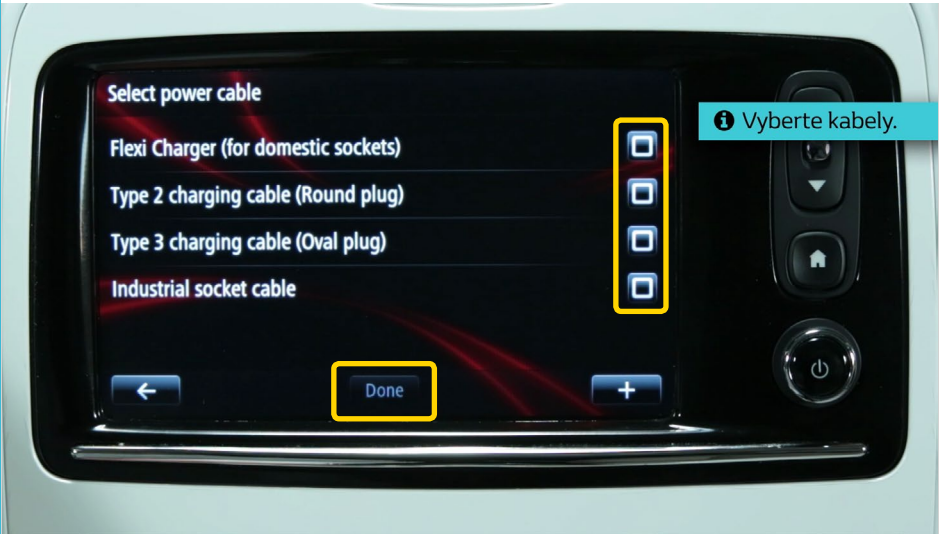 Select power cable
Vyberte kabely.
Flexi Charger (for domestic sockets)
Type 2 charging cable (Round plug)
Type 3 charging cable (Oval plug)
Industrial socket cable
Done